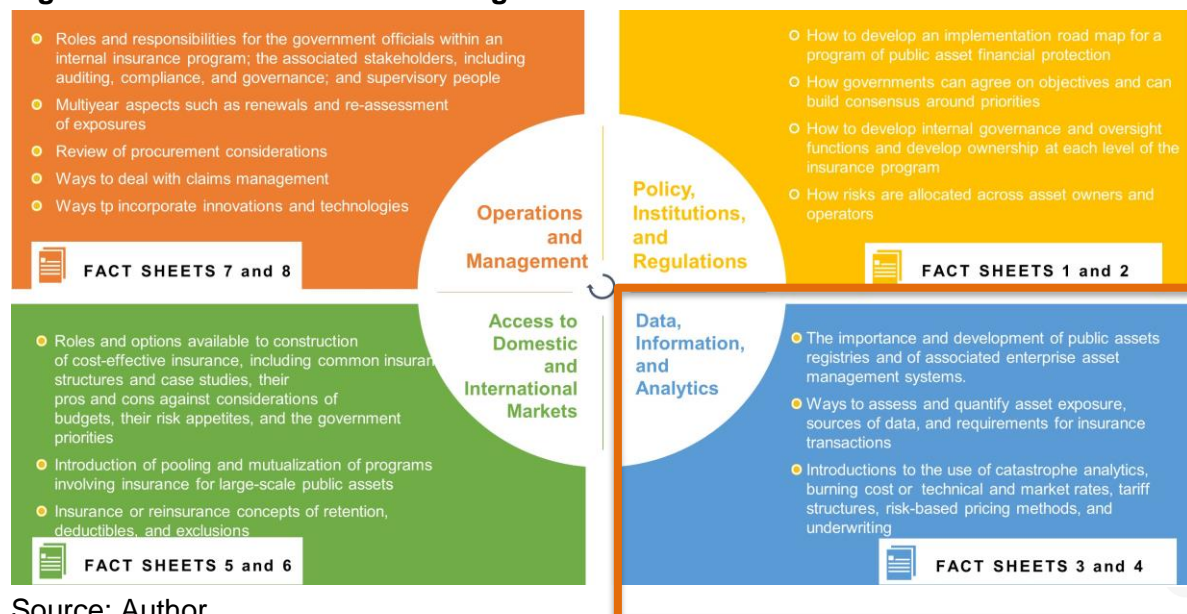 Roles and responsibilities for the government officials within an
internal insurance program; the associated stakeholders, including
auditing, compliance, and governance; and supervisory people
Multiyear aspects such as renewals and re-assessment
of exposures
Review of procurement considerations
Ways to deal with claims management
Ways tp incorporate innovations and technologies
Operations
and
Management
FACT SHEETS 7 and 8
How to develop an implementation road map for a
program of public asset financial protection
How governments can agree on objectives and can
build consensus around priorities
How to develop internal governance and oversight
functions and develop ownership at each level of the
insurance program
How risks are allocated across asset owners and
operators
Policy,
Institutions,
and
Regulations
FACT SHEETS 1 and 2
Roles and options available to construction
of cost-effective insurance, including common insuran
structures and case studies, their
pros and cons against considerations of
budgets, their risk appetites, and the government
priorities
Introduction of pooling and mutualization of programs
involving insurance for large-scale public assets
Insurance or reinsurance concepts of retention,
deductibles, and exclusions
Access to
Domestic
and
International
Markets
FACT SHEETS 5 and 6
Data,
Information,
and
Analytics
The importance and development of public assets
registries and of associated enterprise asset
management systems.
Ways to assess and quantify asset exposure,
sources of data, and requirements for insurance
transactions
Introductions to the use of catastrophe analytics,
burning cost or technical and market rates, tariff
structures, risk-based pricing methods, and
underwriting
FACT SHEETS 3 and 4
Source: Author